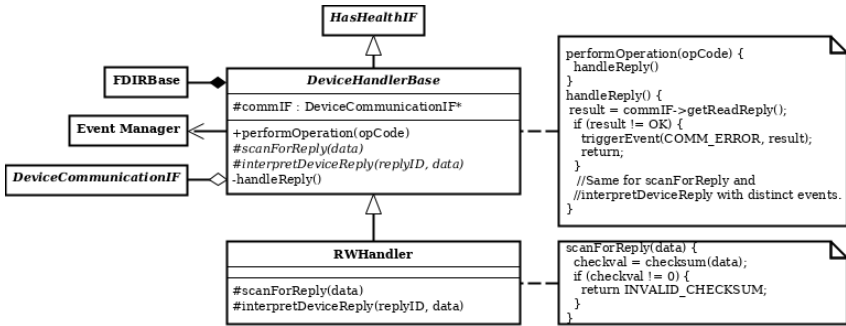 HasHealthIF
FDIRBase
Event Manager
DeviceCommunicationIF
DeviceHandlerBase
#commIF : DeviceCommunicationIF*
+performOperation(opCode)
#scanForReply(data)
#interpretDeviceReply(replyID, data)
-handleReply()
performOperation(opCode) {
handleReply()
}
handleReply() {
result = commIF->getReadReply();
if (result != OK) {
triggerEvent(COMM_ERROR, result);
return;
}
//Same for scanForReply and
//interpretDeviceReply with distinct events.
}
RWHandler
#scanForReply(data)
#interpretDeviceReply(replyID, data)
scanForReply(data) {
checkval = checksum(data);
if (checkval != 0) {
return INVALID_CHECKSUM;
}
}